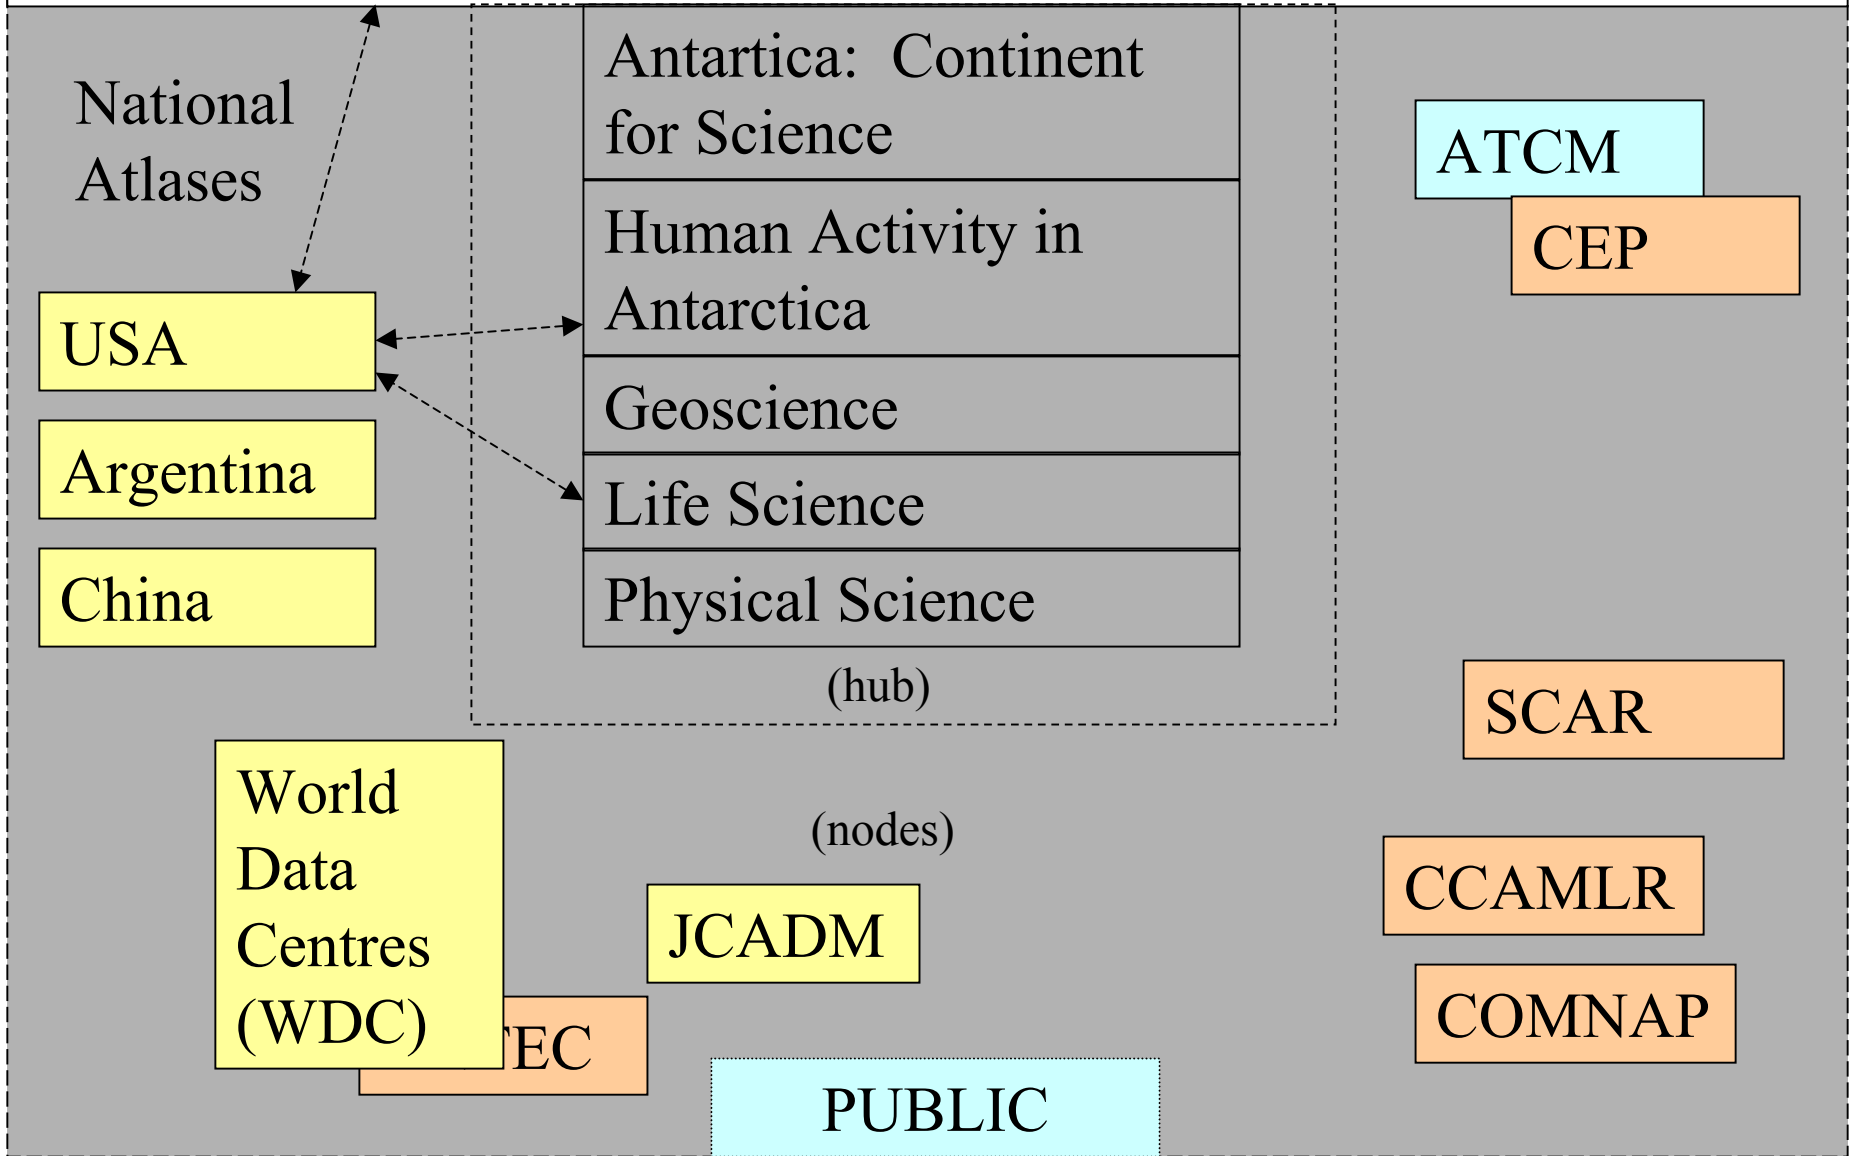 National
Atlases
USA
Argentina
China
Antartica:  Continent
for Science
Human Activity in
Antarctica
Geoscience
Life Science
Physical Science
(hub)
ATCM
CEP
SCAR
CCAMLR
COMNAP
(nodes)
World
Data
Centres
(WDC)
JCADM
PUBLIC